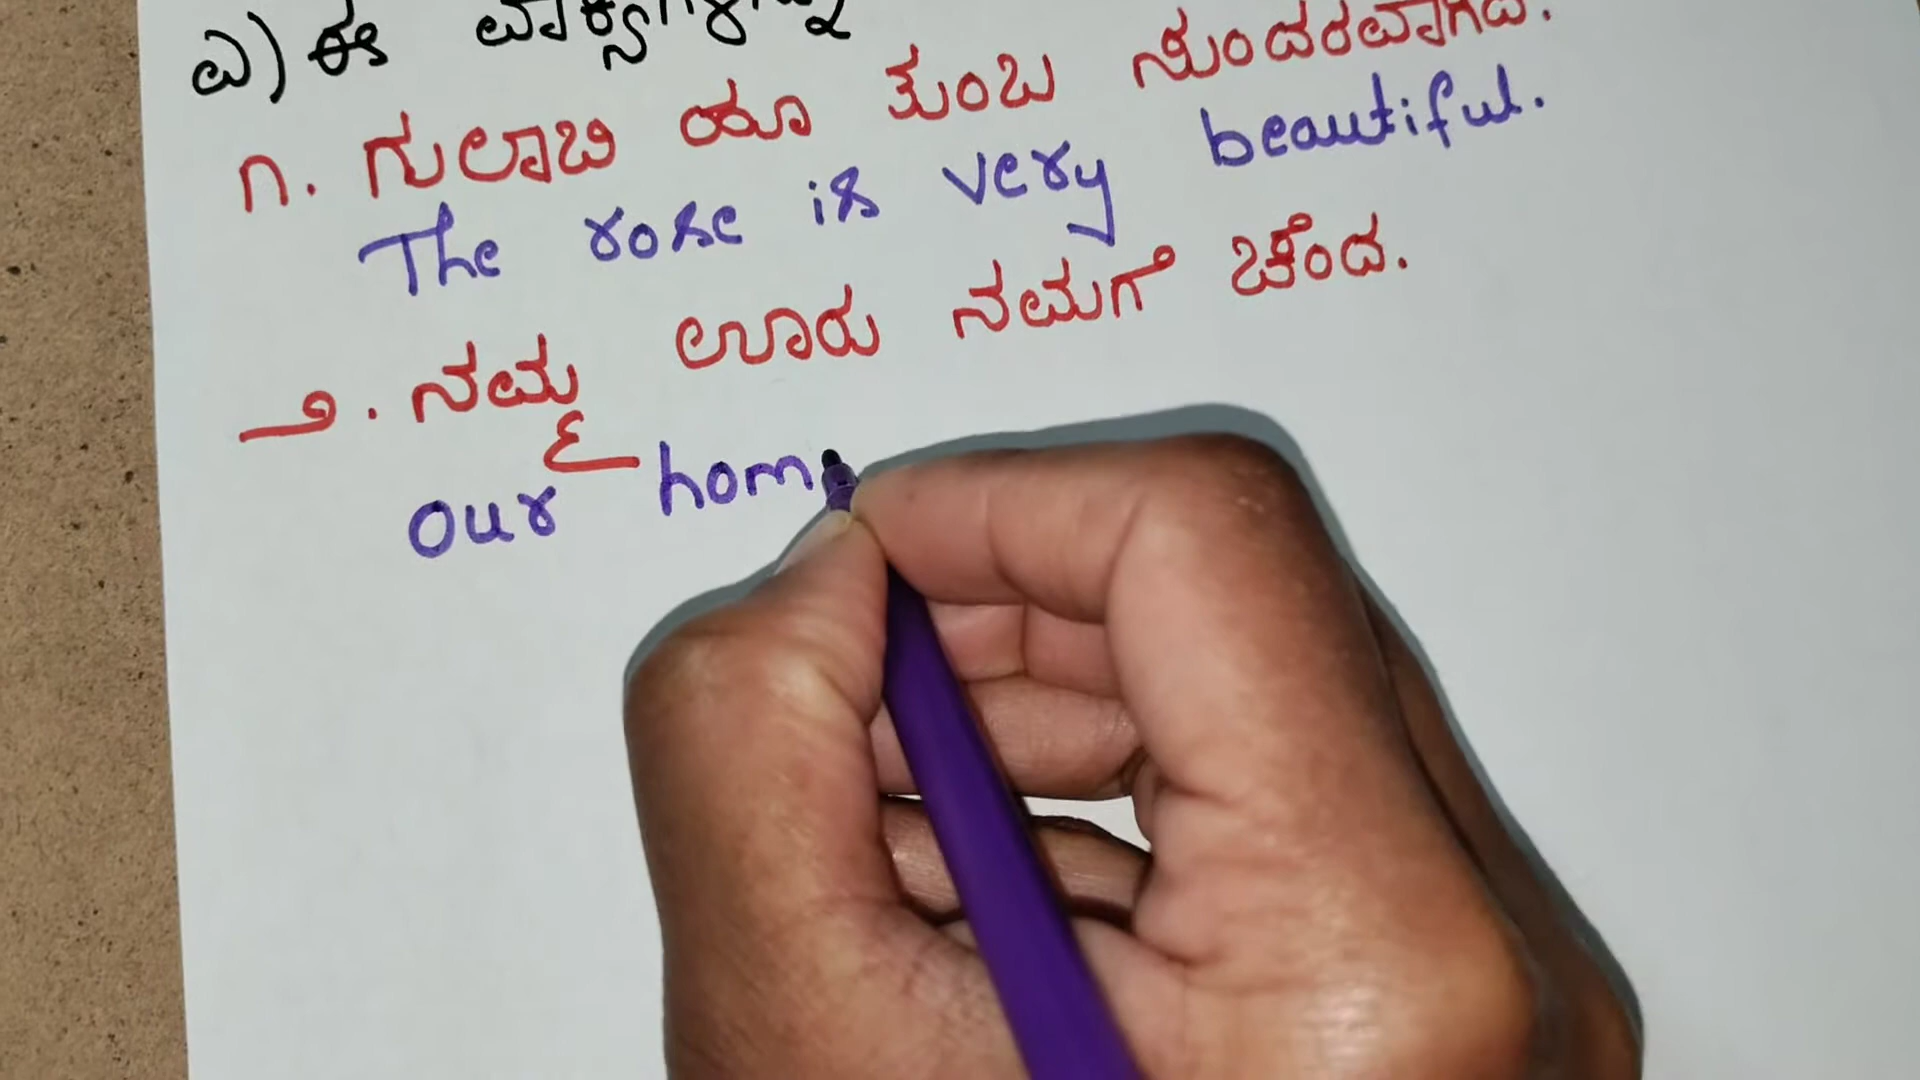 ಎ) ಈ ವಾಕ್ಯಗಳನ್ನು
೧. ಗುಲಾಬಿ ಹೂ ತುಂಬ ಸುಂದರವಾಗಿದೆ.
The rose is very beautiful.
೨. ನಮ್ಮ ಊರು ನಮಗೆ ಚೆಂದ.
our hom